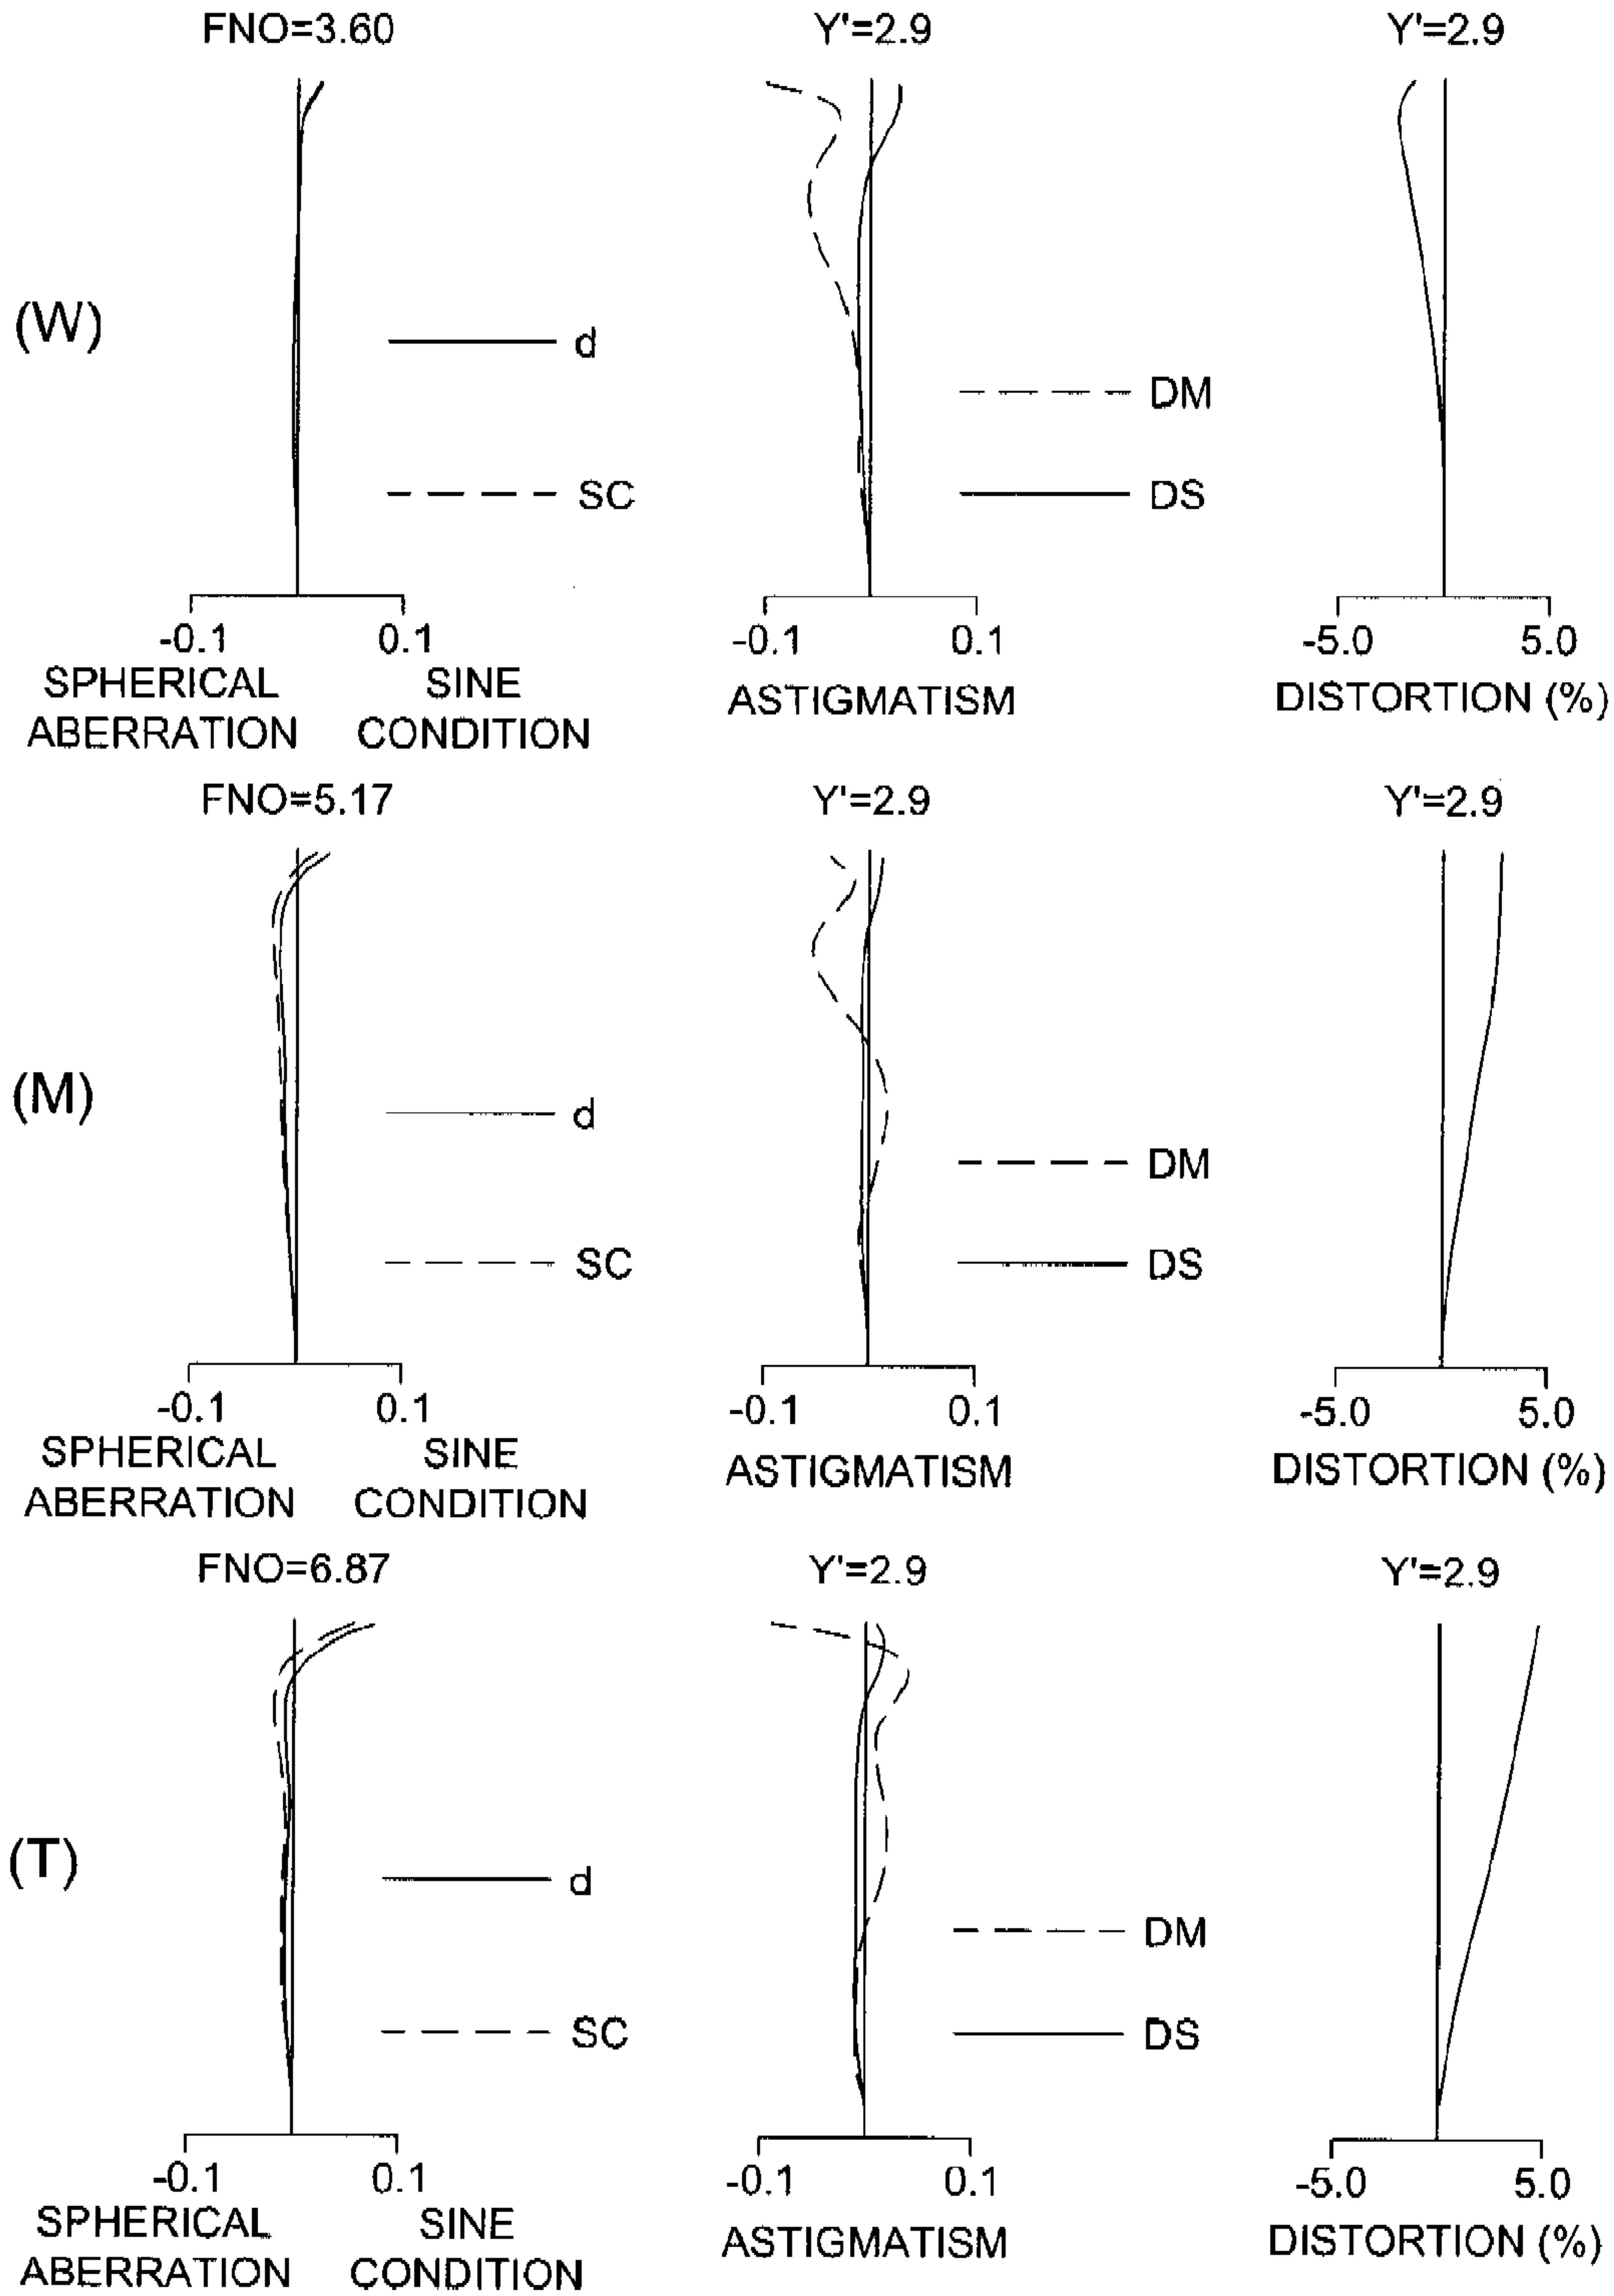 FNO=3.60 Y'=2.9 Y'=2.9
(W)
d
DM
SC
DS
-0.1 0.1 -0.1 0.1 -5.0 5.0
SPHERICAL SINE
ABERRATION CONDITION
ASTIGMATISM DISTORTION (%)
FNO=5.17 Y'=2.9 Y'=2.9
(M)
d
DM
SC
DS
-0.1 0.1 -0.1 0.1 -5.0 5.0
SPHERICAL SINE
ABERRATION CONDITION
ASTIGMATISM DISTORTION (%)
FNO=6.87 Y'=2.9 Y'=2.9
(T)
d
DM
SC
DS
-0.1 0.1 -0.1 0.1 -5.0 5.0
SPHERICAL SINE
ABERRATION CONDITION
ASTIGMATISM DISTORTION (%)